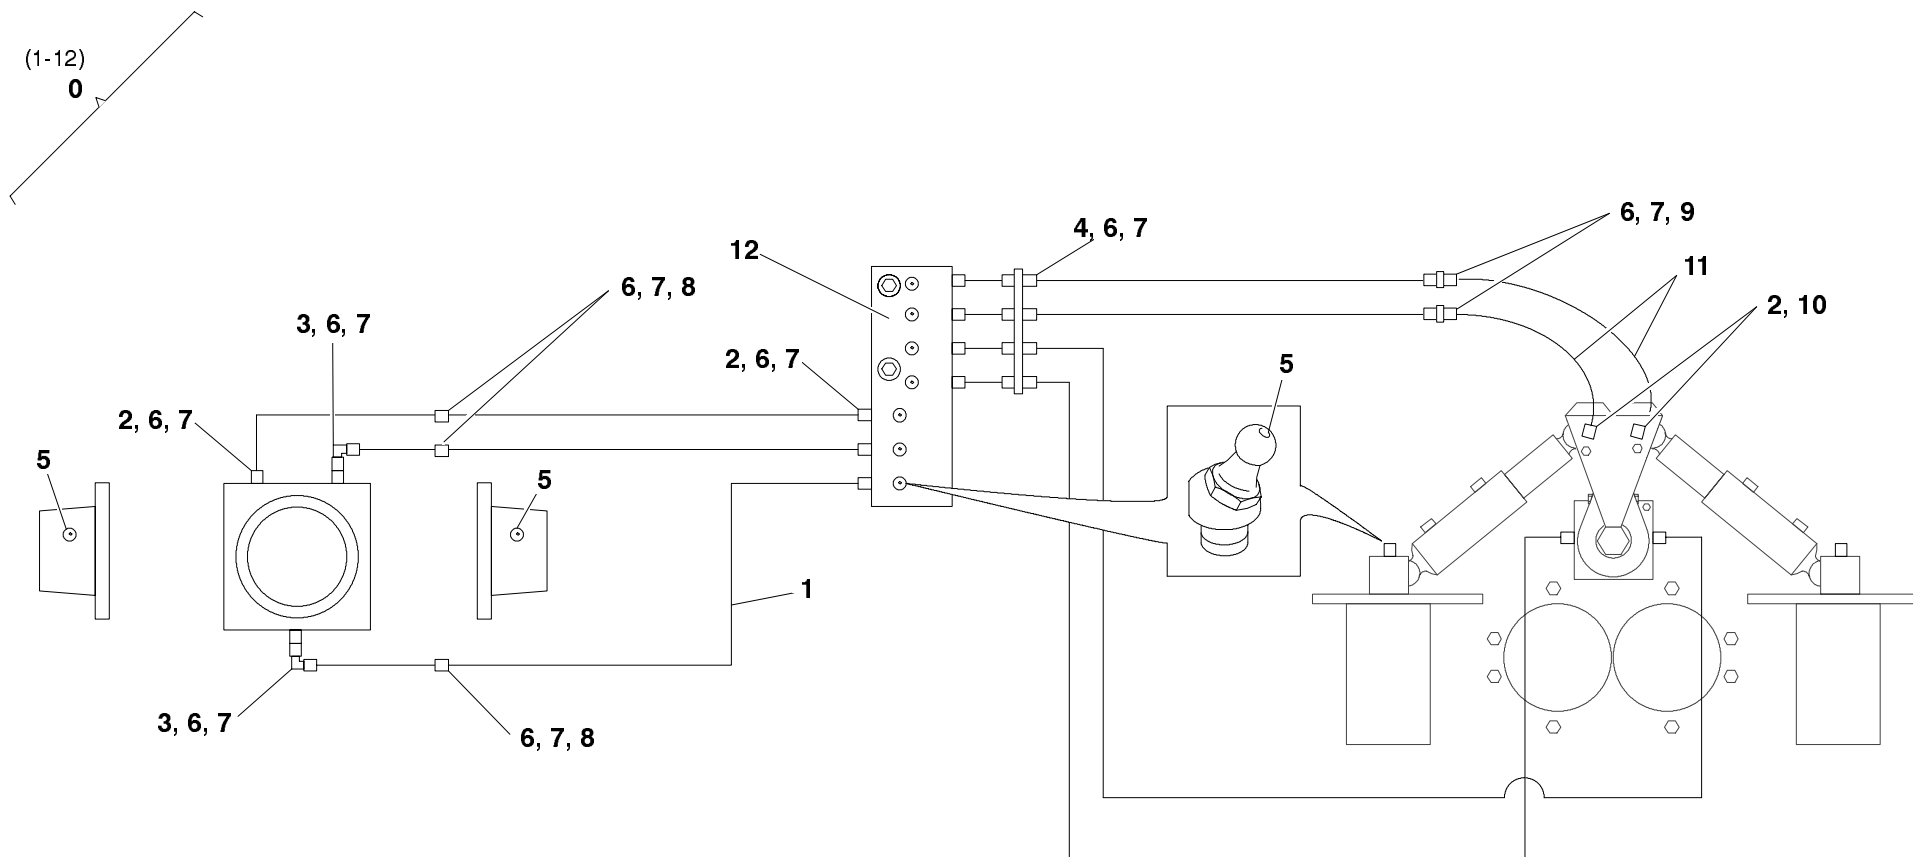 (1-12)
0
6, 7, 9
4, 6, 7
12
11
6, 7, 8
2, 10
3, 6, 7
2, 6, 7
5
2, 6, 7
5
5
1
3, 6, 7
6, 7, 8